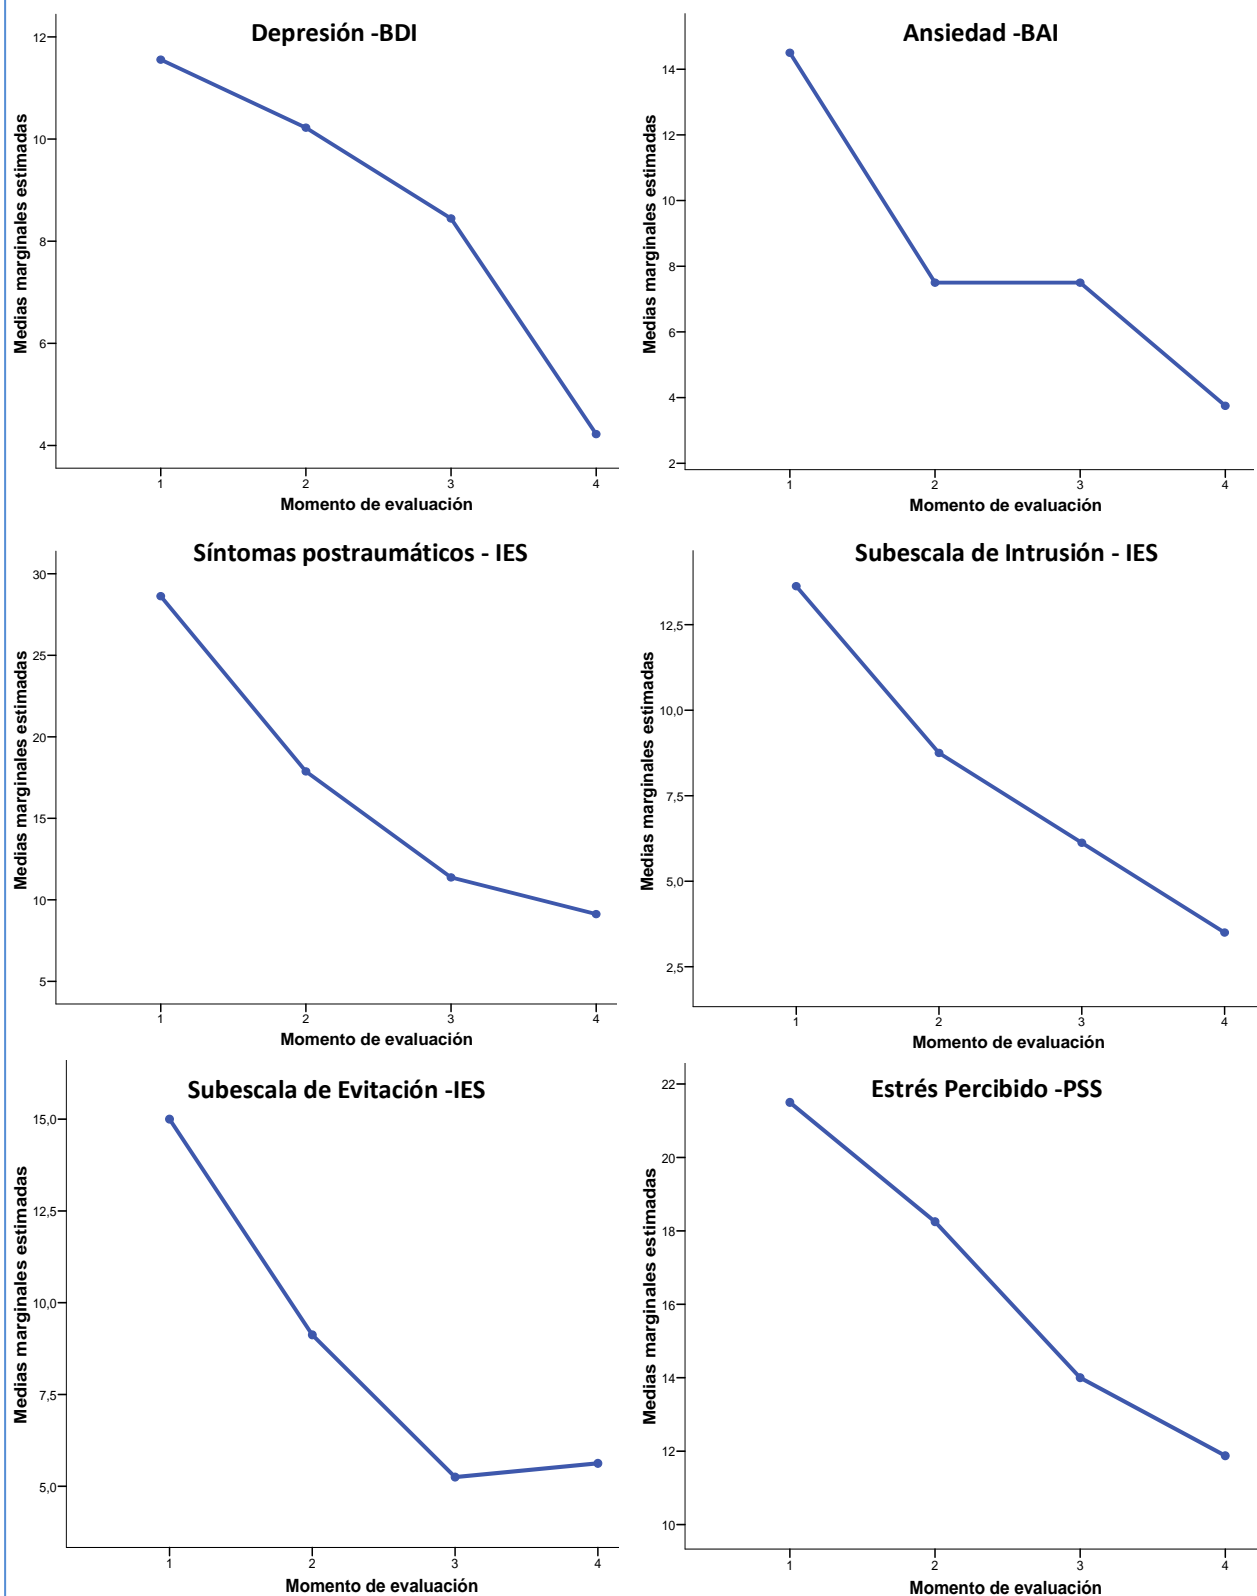 Depresión -BDI
Medias marginales estimadas
12
10
8
6
4
1 2 3 4
Momento de evaluación
Ansiedad -BAI
Medias marginales estimadas
14
12
10
8
6
4
2
1 2 3 4
Momento de evaluación
Síntomas postraumáticos - IES
Medias marginales estimadas
30
25
20
15
10
5
1 2 3 4
Momento de evaluación
Subescala de Intrusión - IES
Medias marginales estimadas
12,5
10,0
7,5
5,0
2,5
1 2 3 4
Momento de evaluación
Subescala de Evitación -IES
Medias marginales estimadas
15,0
12,5
10,0
7,5
5,0
1 2 3 4
Momento de evaluación
Estrés Percibido -PSS
Medias marginales estimadas
22
20
18
16
14
12
10
1 2 3 4
Momento de evaluación